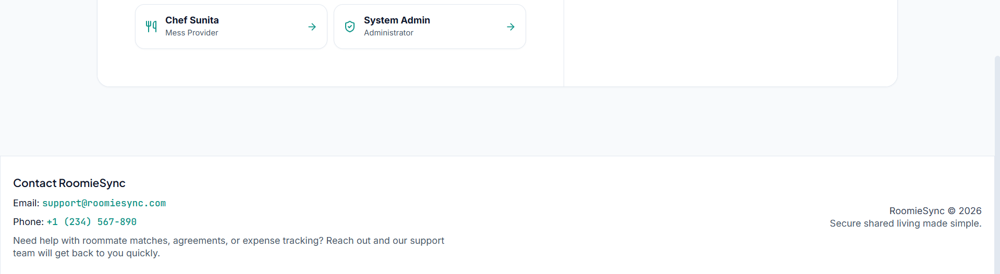 Chef Sunita
Mess Provider
System Admin
Administrator
Contact RoomieSync
Email: support@roomiesync.com
Phone: +1 (234) 567-890
Need help with roommate matches, agreements, or expense tracking? Reach out and our support
team will get back to you quickly.
RoomieSync © 2026
Secure shared living made simple.